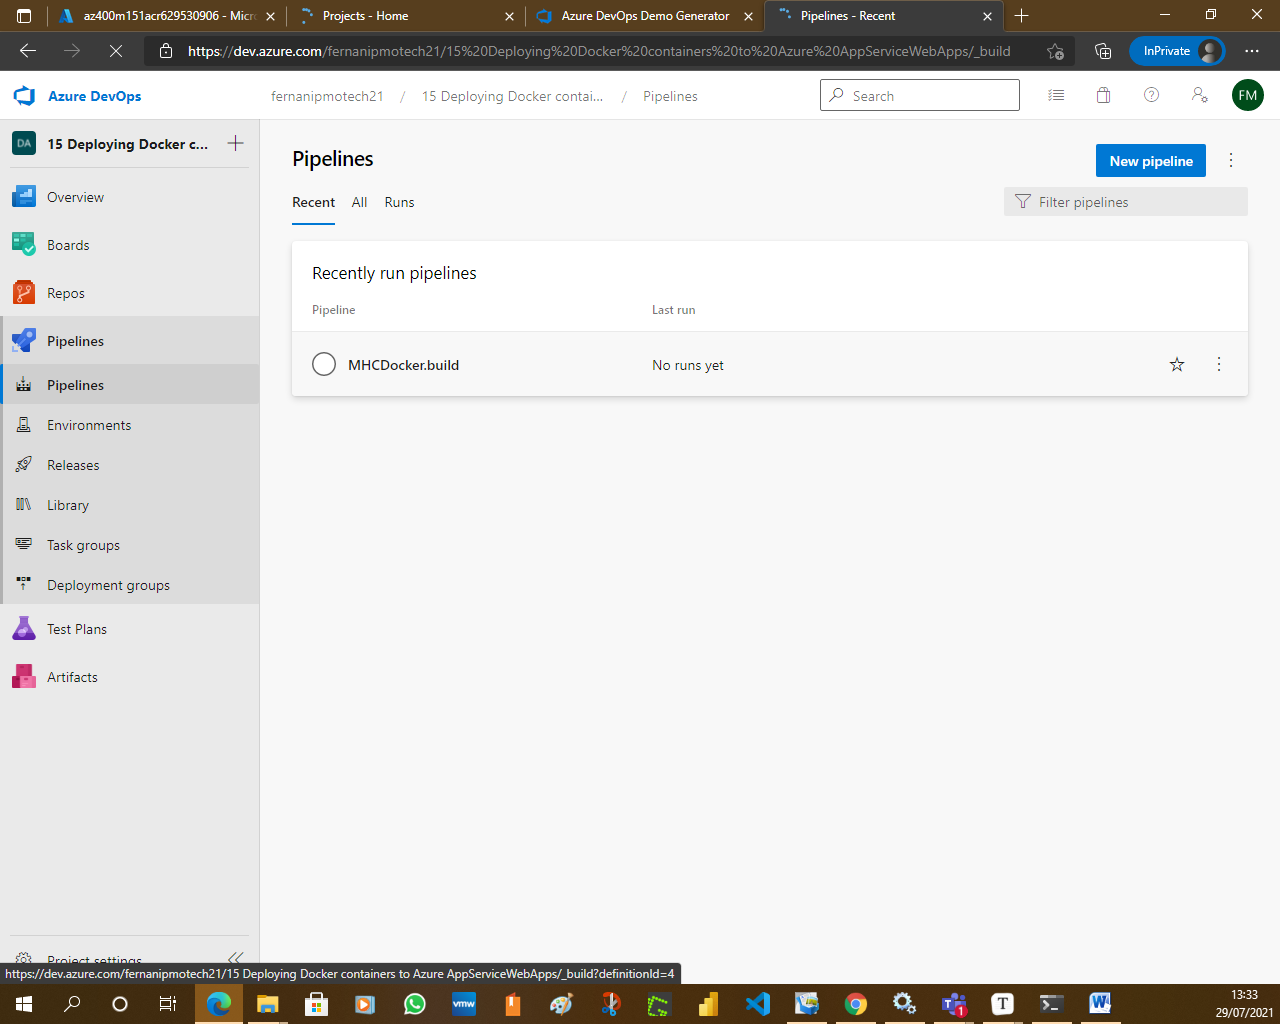 az400m151acr629530906 - Micro
Projects - Home
Azure DevOps Demo Generator
Pipelines - Recent
https://dev.azure.com/fernanipmotech21/15%20Deploying%20Docker%20containers%20to%20Azure%20AppServiceWebApps/_build
InPrivate
Azure DevOps
fernanipmotech21 / 15 Deploying Docker contai... / Pipelines
Search
FM
DA
15 Deploying Docker c...
Overview
Boards
Repos
Pipelines
Pipelines
Environments
Releases
Library
Task groups
Deployment groups
Test Plans
Artifacts
Project settings
Pipelines
New pipeline
Recent All Runs
Filter pipelines
Recently run pipelines
Pipeline Last run
MHCDocker.build No runs yet
https://dev.azure.com/fernanipmotech21/15 Deploying Docker containers to Azure AppServiceWebApps/_build?definitionId=4
vmw
1
T
W
13:33
29/07/2021